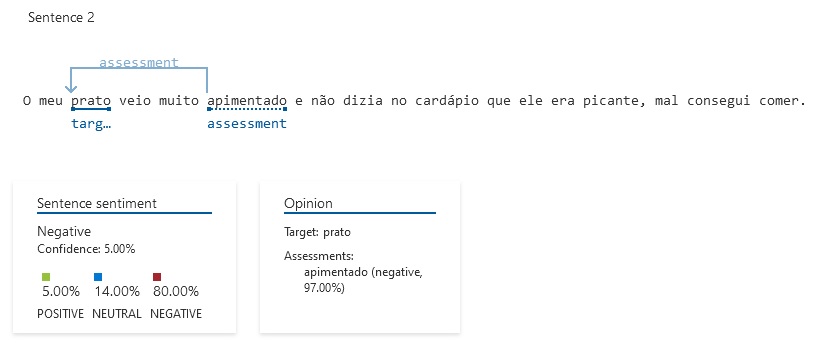 Sentence 2
assessment
O meu prato veio muito apimentado e não dizia no cardápio que ele era picante, mal consegui comer.
targ… assessment
Sentence sentiment
Negative
Confidence: 5.00%
5.00% 14.00% 80.00%
POSITIVE NEUTRAL NEGATIVE
Opinion
Target: prato
Assessments:
apimentado (negative,
97.00%)